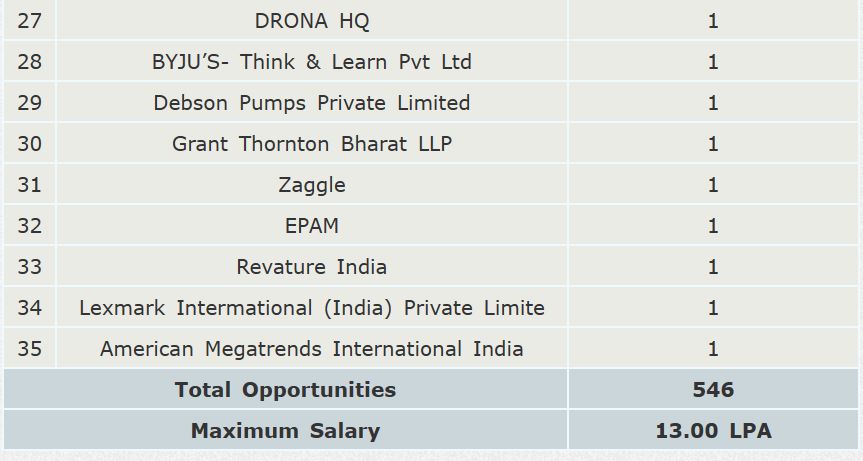 27 DRONA HQ 1
28 BYJU’S- Think & Learn Pvt Ltd 1
29 Debson Pumps Private Limited 1
30 Grant Thornton Bharat LLP 1
31 Zaggle 1
32 EPAM 1
33 Revature India 1
34 Lexmark Intermational (India) Private Limite 1
35 American Megatrends International India 1
Total Opportunities 546
Maximum Salary 13.00 LPA